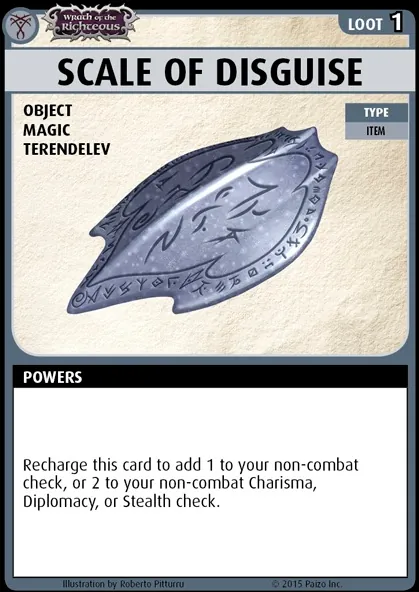 Wrath of the
Righteous
LOOT 1
SCALE OF DISGUISE
OBJECT
MAGIC
TERENDELEV
TYPE
ITEM
POWERS
Recharge this card to add 1 to your non-combat
check, or 2 to your non-combat Charisma,
Diplomacy, or Stealth check.
Illustration by Roberto Pitturru
© 2015 Paizo Inc.